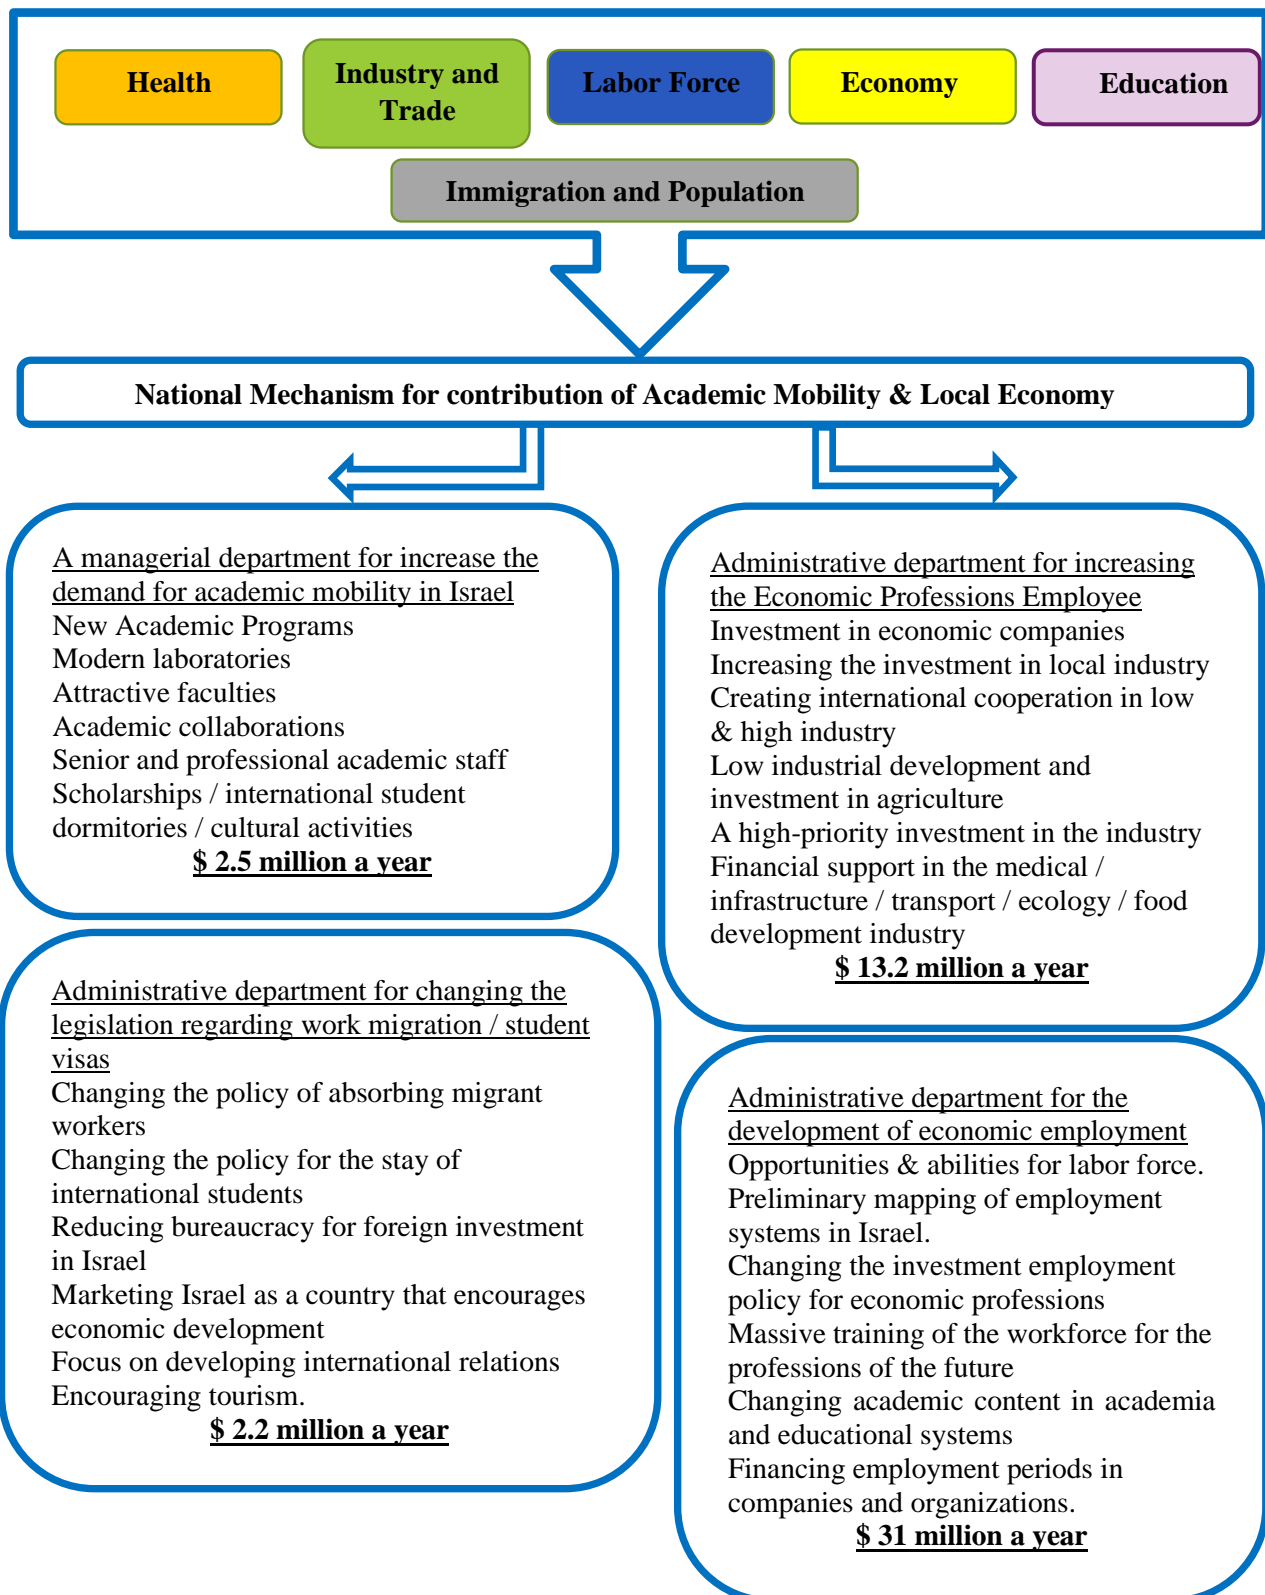 Health
Industry and
Trade
Labor Force
Economy
Education
Immigration and Population
National Mechanism for contribution of Academic Mobility & Local Economy
A managerial department for increase the
demand for academic mobility in Israel
New Academic Programs
Modern laboratories
Attractive faculties
Academic collaborations
Senior and professional academic staff
Scholarships / international student
dormitories / cultural activities
$ 2.5 million a year
Administrative department for changing the
legislation regarding work migration / student
visas
Changing the policy of absorbing migrant
workers
Changing the policy for the stay of
international students
Reducing bureaucracy for foreign investment
in Israel
Marketing Israel as a country that encourages
economic development
Focus on developing international relations
Encouraging tourism.
$ 2.2 million a year
Administrative department for increasing
the Economic Professions Employee
Investment in economic companies
Increasing the investment in local industry
Creating international cooperation in low
& high industry
Low industrial development and
investment in agriculture
A high-priority investment in the industry
Financial support in the medical /
infrastructure / transport / ecology / food
development industry
$ 13.2 million a year
Administrative department for the
development of economic employment
Opportunities & abilities for labor force.
Preliminary mapping of employment
systems in Israel.
Changing the investment employment
policy for economic professions
Massive training of the workforce for the
professions of the future
Changing academic content in academia
and educational systems
Financing employment periods in
companies and organizations.
$ 31 million a year